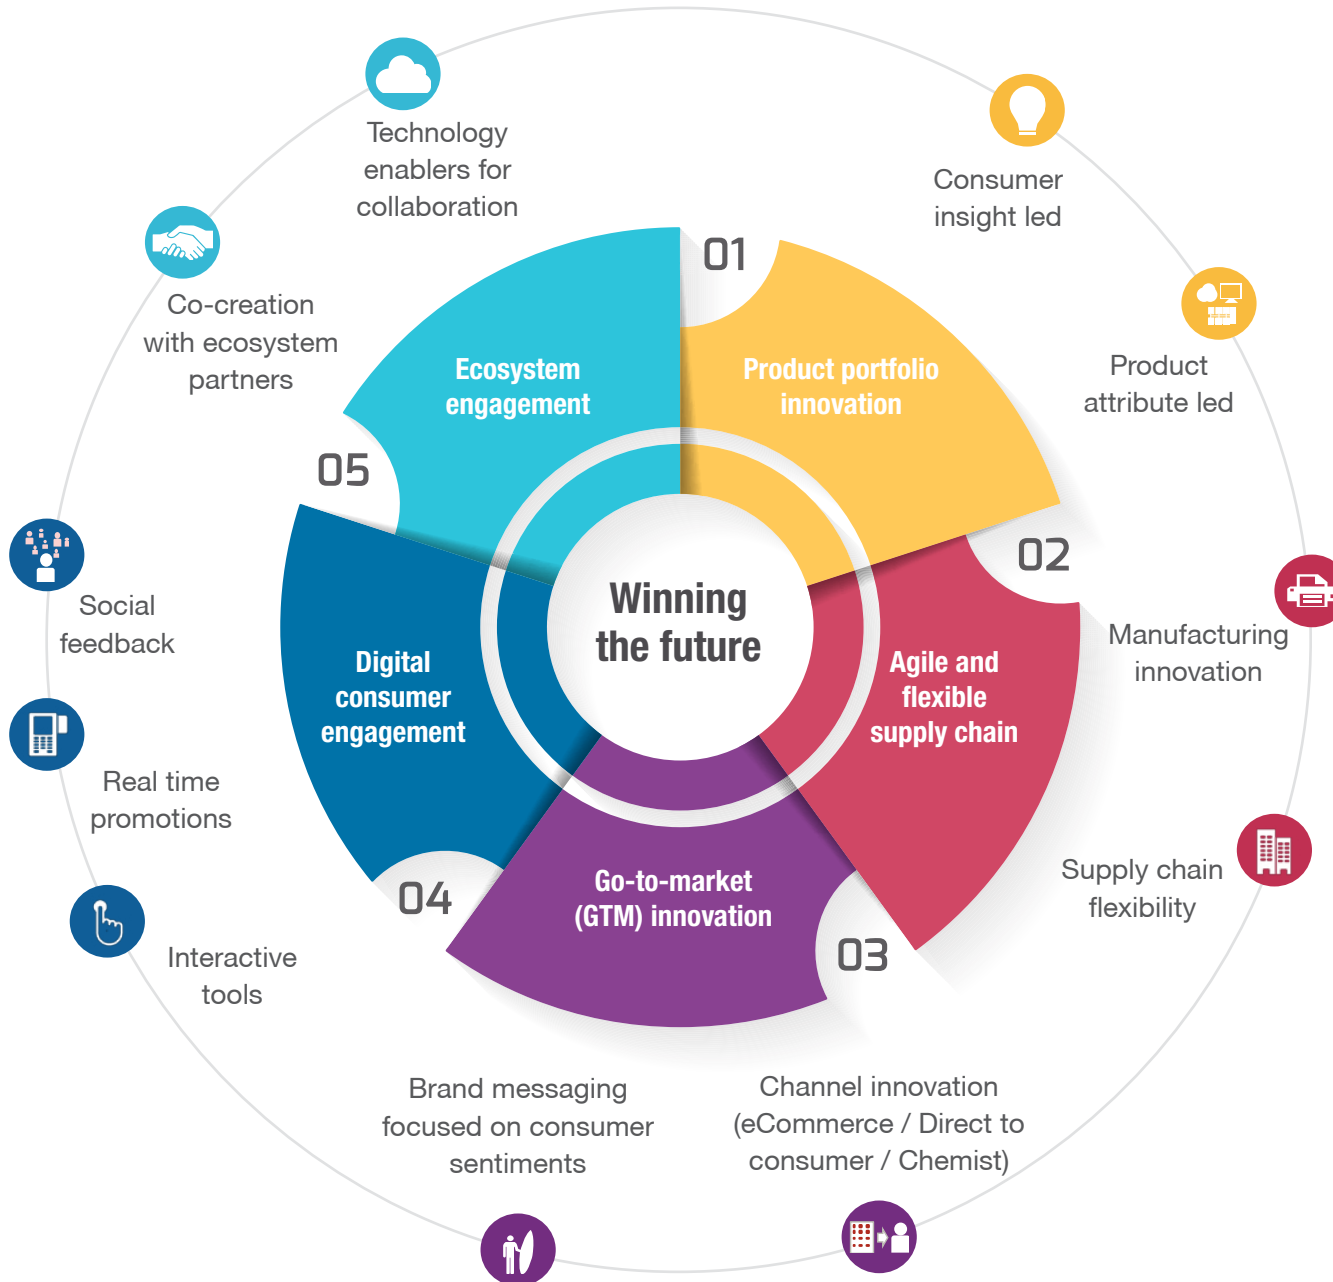 Winning
the future
01
Product portfolio
innovation
Consumer
insight led
Product
attribute led
02
Agile and
flexible
supply chain
Manufacturing
innovation
Supply chain
flexibility
03
Go-to-market
(GTM) innovation
Channel innovation
(eCommerce / Direct to
consumer / Chemist)
Brand messaging
focused on consumer
sentiments
04
Digital
consumer
engagement
Interactive
tools
Real time
promotions
Social
feedback
05
Ecosystem
engagement
Co-creation
with ecosystem
partners
Technology
enablers for
collaboration